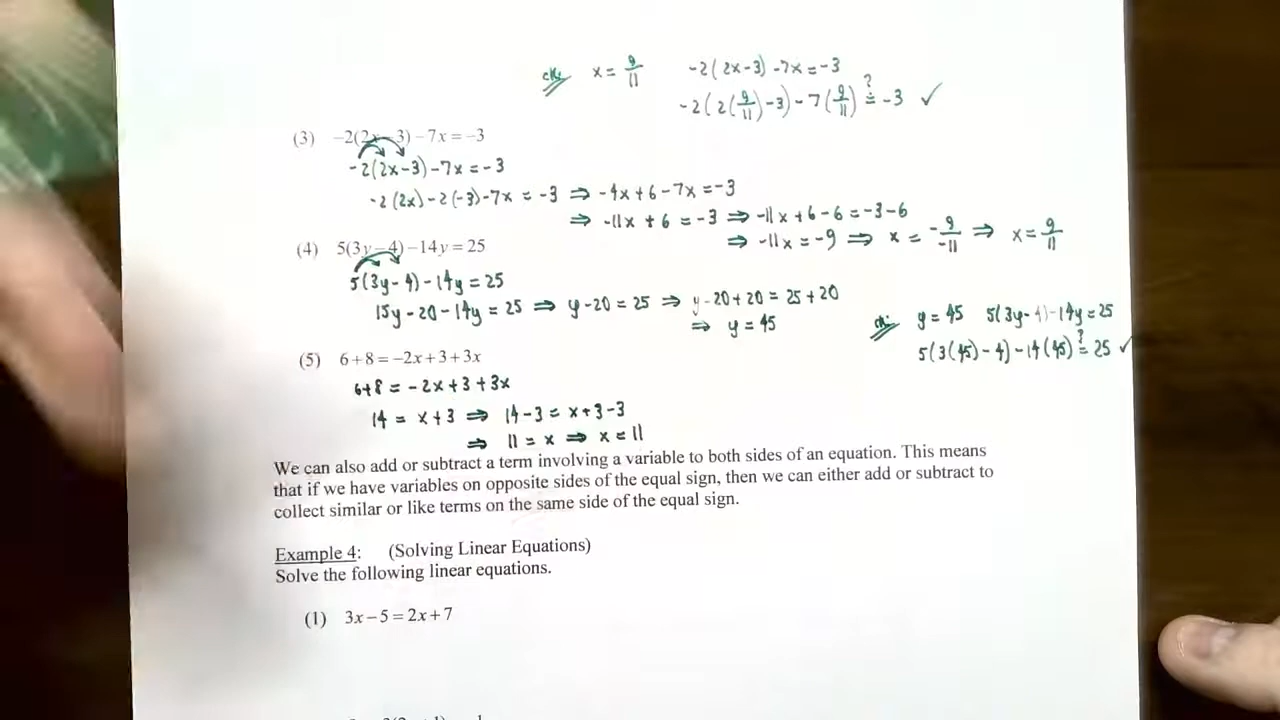 ck: x = 9/11 -2(2x-3)-7x=-3
-2(2(9/11)-3)-7(9/11) ≟ -3 ✓
(3) -2(2x-3)-7x=-3
-2(2x-3)-7x=-3
-2(2x)-2(-3)-7x = -3 ⇒ -4x+6-7x=-3
⇒ -11x+6=-3 ⇒ -11x+6-6=-3-6
⇒ -11x=-9 ⇒ x = -9/-11 ⇒ x = 9/11
(4) 5(3y-4)-14y=25
5(3y-4)-14y=25
15y-20-14y=25 ⇒ y-20=25 ⇒ y-20+20=25+20
⇒ y=45
ck: y=45 5(3y-4)-14y=25
5(3(45)-4)-14(45) ≟ 25 ✓
(5) 6+8=-2x+3+3x
6+8=-2x+3+3x
14 = x+3 ⇒ 14-3=x+3-3
⇒ 11=x ⇒ x=11
We can also add or subtract a term involving a variable to both sides of an equation. This means
that if we have variables on opposite sides of the equal sign, then we can either add or subtract to
collect similar or like terms on the same side of the equal sign.
Example 4: (Solving Linear Equations)
Solve the following linear equations.
(1) 3x-5=2x+7